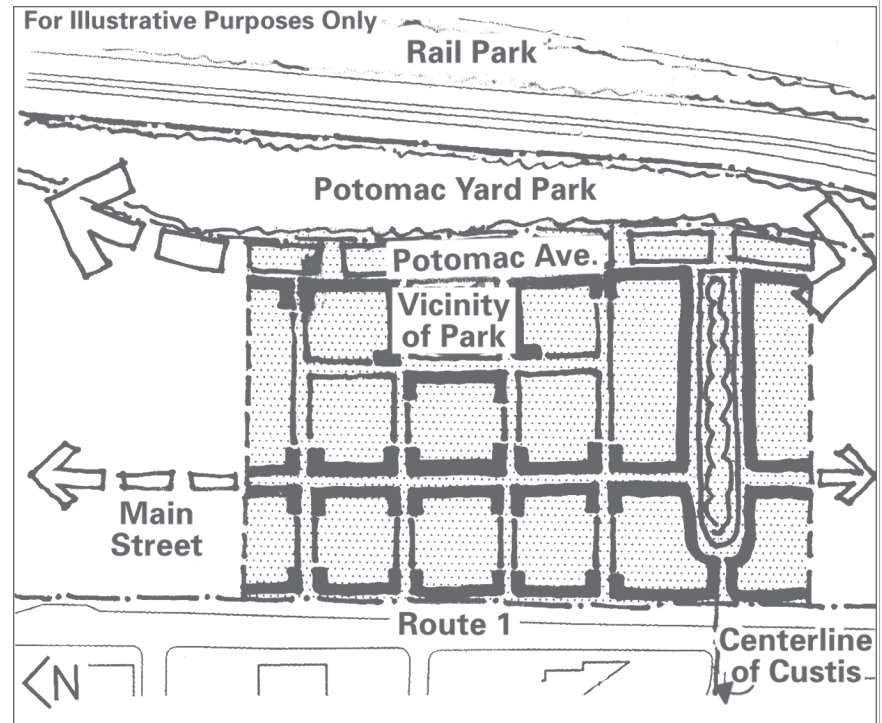 For Illustrative Purposes Only
Rail Park
Potomac Yard Park
Potomac Ave.
Vicinity
of Park
Main
Street
Route 1
Centerline
of Custis
N